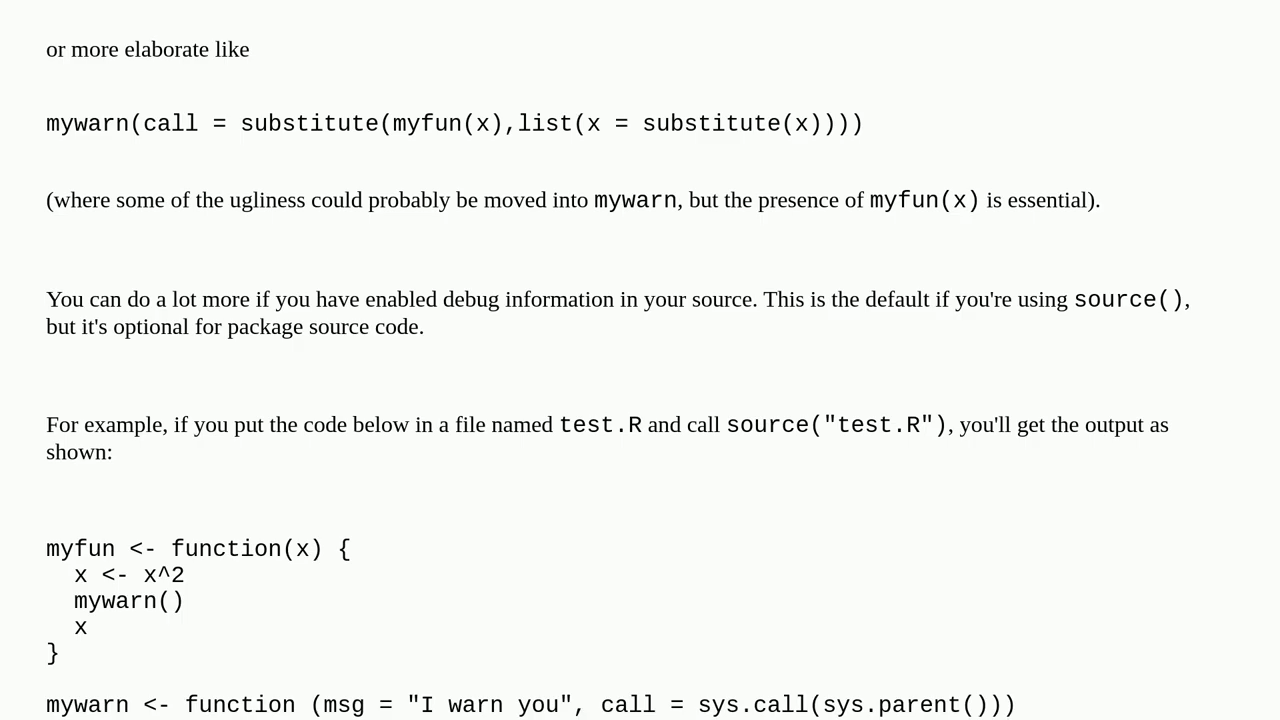 or more elaborate like
mywarn(call = substitute(myfun(x),list(x = substitute(x))))
(where some of the ugliness could probably be moved into mywarn, but the presence of myfun(x) is essential).
You can do a lot more if you have enabled debug information in your source. This is the default if you're using source(),
but it's optional for package source code.
For example, if you put the code below in a file named test.R and call source("test.R"), you'll get the output as
shown:
myfun <- function(x) {
  x <- x^2
  mywarn()
  x
}
mywarn <- function (msg = "I warn you", call = sys.call(sys.parent()))